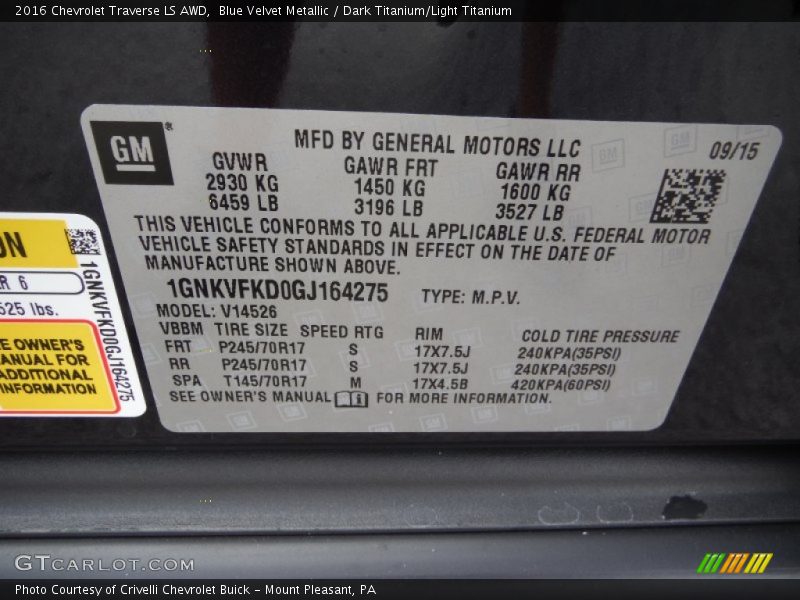 2016 Chevrolet Traverse LS AWD, Blue Velvet Metallic / Dark Titanium/Light Titanium
GM®
MFD BY GENERAL MOTORS LLC
09/15
GVWR GAWR FRT GAWR RR
2930 KG 1450 KG 1600 KG
6459 LB 3196 LB 3527 LB
THIS VEHICLE CONFORMS TO ALL APPLICABLE U.S. FEDERAL MOTOR
VEHICLE SAFETY STANDARDS IN EFFECT ON THE DATE OF
MANUFACTURE SHOWN ABOVE.
1GNKVFKD0GJ164275 TYPE: M.P.V.
MODEL: V14526
VBBM TIRE SIZE SPEED RTG RIM COLD TIRE PRESSURE
FRT P245/70R17 S 17X7.5J 240KPA(35PSI)
RR P245/70R17 S 17X7.5J 240KPA(35PSI)
SPA T145/70R17 M 17X4.5B 420KPA(60PSI)
SEE OWNER'S MANUAL FOR MORE INFORMATION.
ON
R 6
525 lbs.
EE OWNER'S
ANUAL FOR
ADDITIONAL
INFORMATION
1GNKVFKD0GJ164275
GTCARLOT.COM
Photo Courtesy of Crivelli Chevrolet Buick - Mount Pleasant, PA